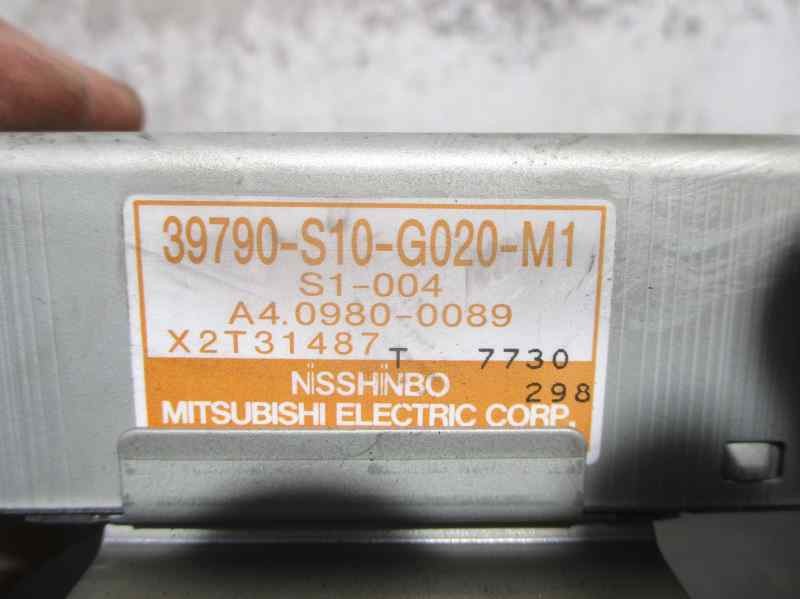 39790-S10-G020-M1
S1-004
A4.0980-0089
X2T31487 T 7730
NISSHINBO 298
MITSUBISHI ELECTRIC CORP.